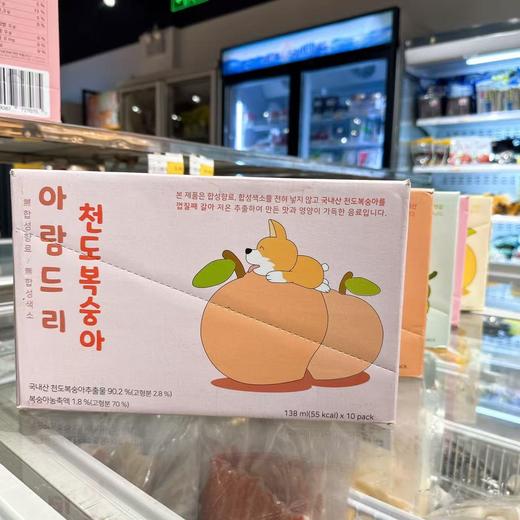 아람드리
천도복숭아
無합성향료 / 無합성색소
본 제품은 합성향료, 합성색소를 전혀 넣지 않고 국내산 천도복숭아를
껍질째 갈아 저온 추출하여 만든 맛과 영양이 가득한 음료입니다.
국내산 천도복숭아추출물 90.2 %(고형분 2.8 %)
복숭아농축액 1.8 %(고형분 70 %)
138 ml(55 kcal) x 10 pack